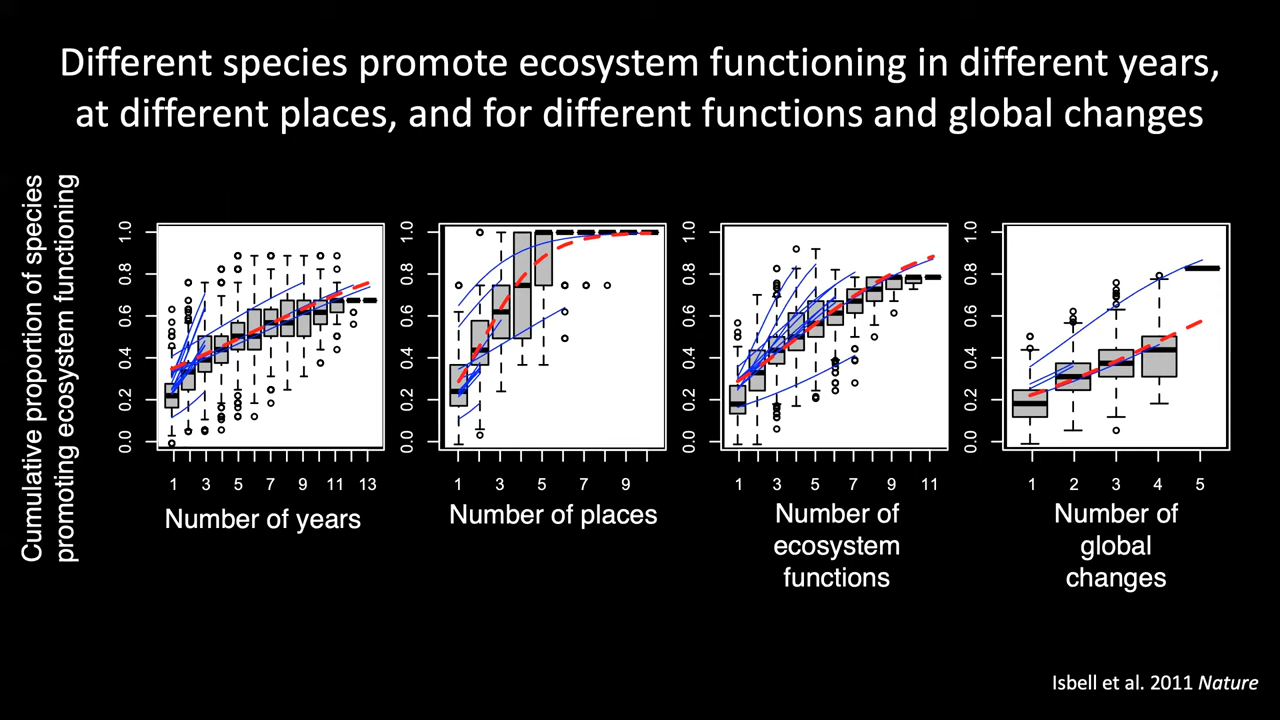 Different species promote ecosystem functioning in different years,
at different places, and for different functions and global changes
Cumulative proportion of species
promoting ecosystem functioning
0.0 0.2 0.4 0.6 0.8 1.0
1 3 5 7 9 11 13
Number of years
0.0 0.2 0.4 0.6 0.8 1.0
1 3 5 7 9
Number of places
0.0 0.2 0.4 0.6 0.8 1.0
1 3 5 7 9 11
Number of
ecosystem
functions
0.0 0.2 0.4 0.6 0.8 1.0
1 2 3 4 5
Number of
global
changes
Isbell et al. 2011 Nature